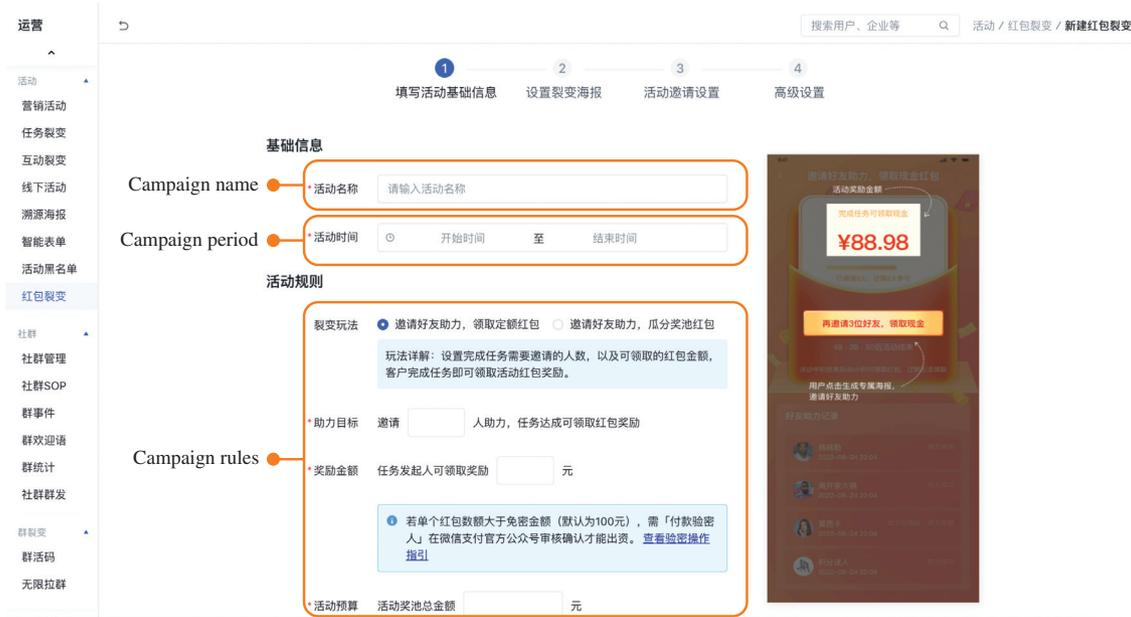 运营
搜索用户、企业等
活动 / 红包裂变 / 新建红包裂变
活动
营销活动
任务裂变
互动裂变
线下活动
溯源海报
智能表单
活动黑名单
红包裂变
社群
社群管理
社群SOP
群事件
群欢迎语
群统计
社群群发
群裂变
群活码
无限拉群
1 2 3 4
填写活动基础信息 设置裂变海报 活动邀请设置 高级设置
基础信息
Campaign name
*活动名称 请输入活动名称
Campaign period
*活动时间 开始时间 至 结束时间
活动规则
裂变玩法 邀请好友助力，领取定额红包 邀请好友助力，瓜分奖池红包
玩法详解：设置完成任务需要邀请的人数，以及可领取的红包金额，
客户完成任务即可领取活动红包奖励。
*助力目标 邀请 人助力，任务达成可领取红包奖励
Campaign rules
*奖励金额 任务发起人可领取奖励 元
若单个红包数额大于免密金额（默认为100元），需「付款验密
人」在微信支付官方公众号审核确认才能出资。 查看验密操作
指引
*活动预算 活动奖池总金额 元
邀请好友助力，领取现金红包
活动奖励金额
完成任务可领取现金
¥88.98
再邀请3位好友，领取现金
用户点击生成专属海报，
邀请好友助力
好友助力记录